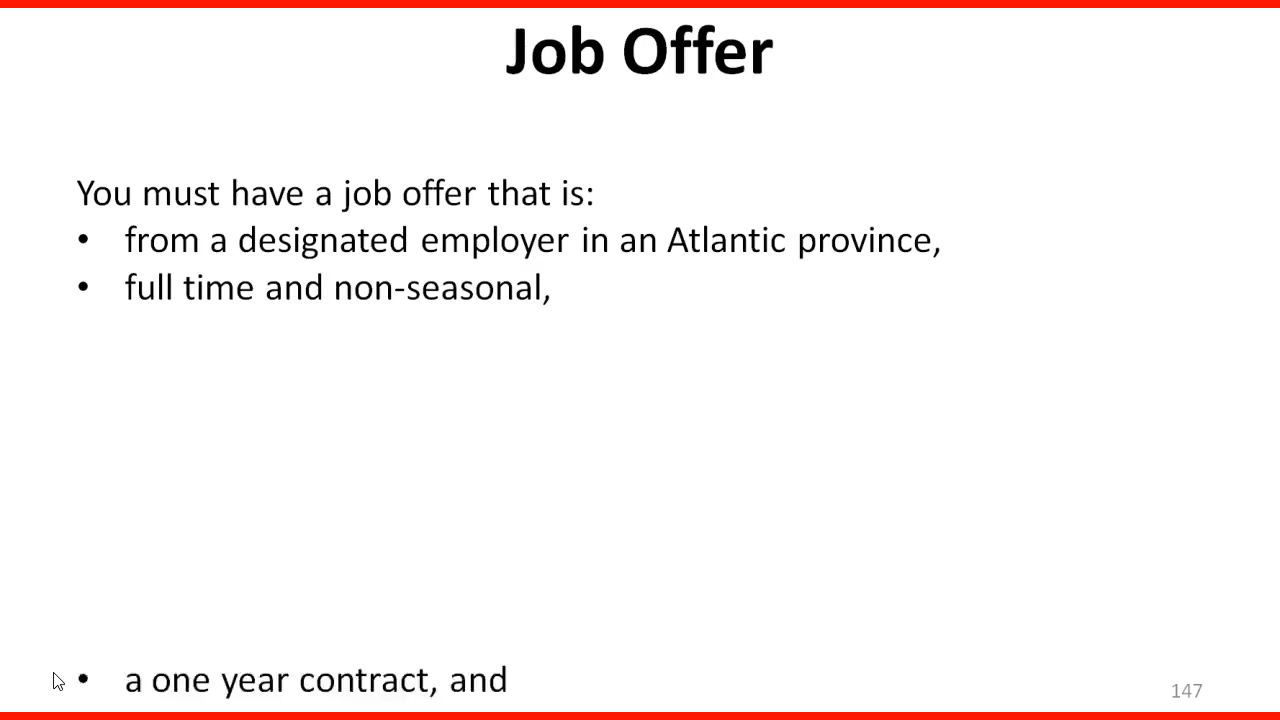 Job Offer
You must have a job offer that is:
• from a designated employer in an Atlantic province,
• full time and non-seasonal,
• a one year contract, and
147